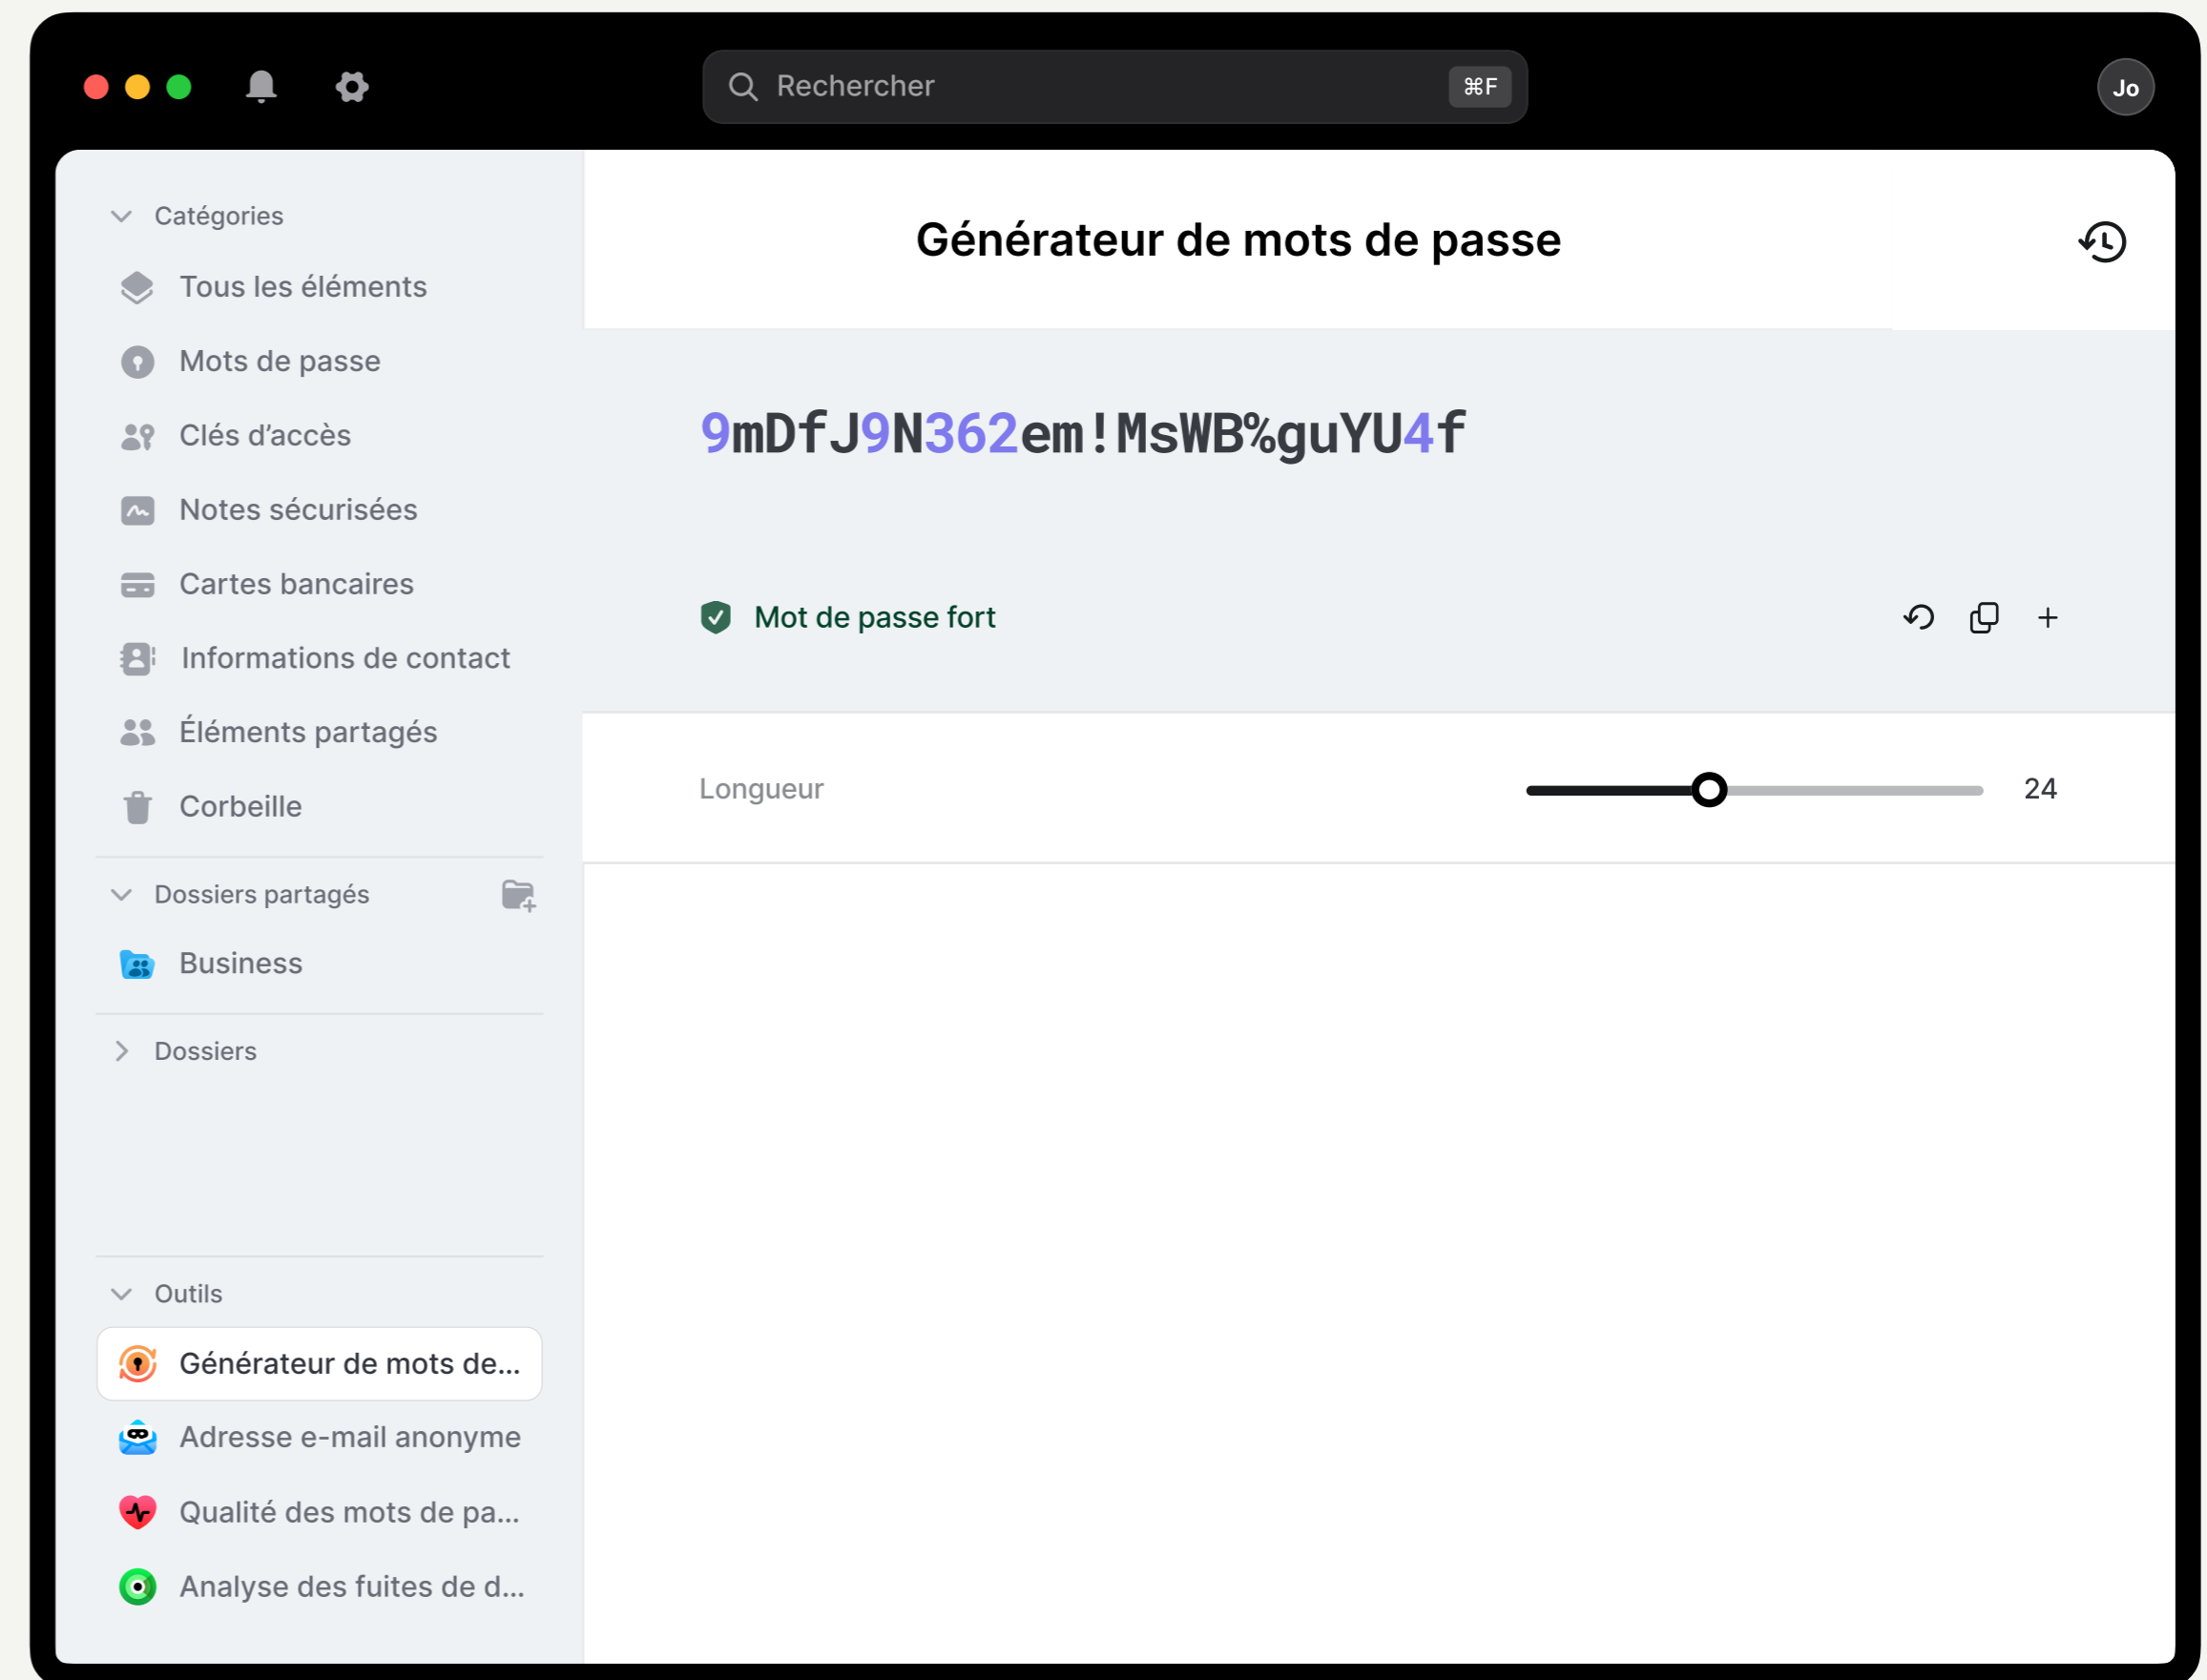 Rechercher
⌘F
Jo
Catégories
Tous les éléments
Mots de passe
Clés d’accès
Notes sécurisées
Cartes bancaires
Informations de contact
Éléments partagés
Corbeille
Dossiers partagés
Business
Dossiers
Outils
Générateur de mots de...
Adresse e-mail anonyme
Qualité des mots de pa...
Analyse des fuites de d...
Générateur de mots de passe
9mDfJ9N362em!MsWB%guYU4f
Mot de passe fort
Longueur
24